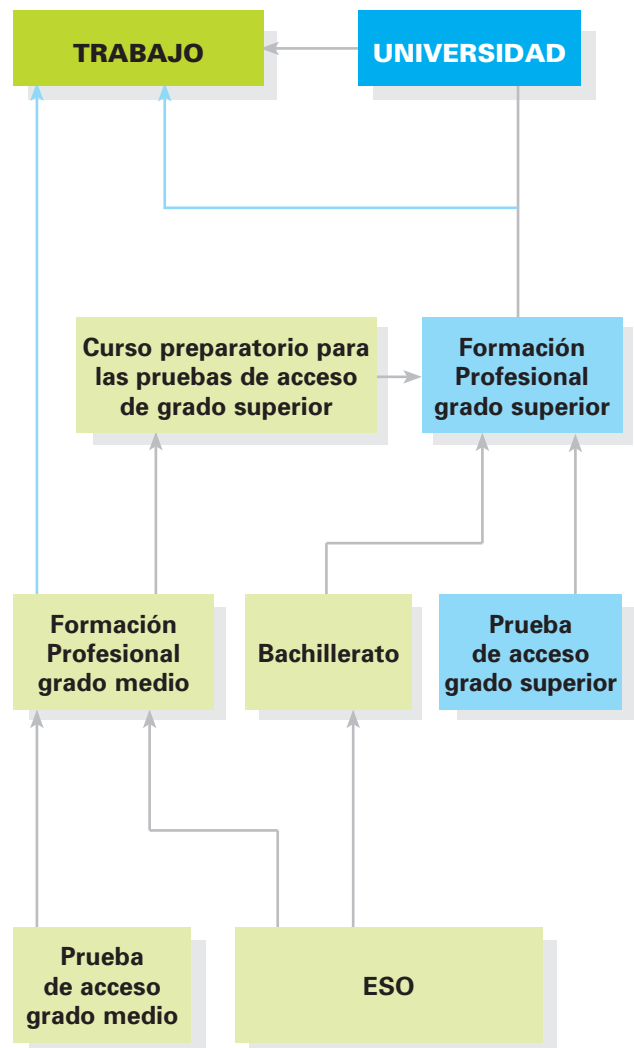 TRABAJO
UNIVERSIDAD
Curso preparatorio para
las pruebas de acceso
de grado superior
Formación
Profesional
grado superior
Formación
Profesional
grado medio
Bachillerato
Prueba
de acceso
grado superior
Prueba
de acceso
grado medio
ESO